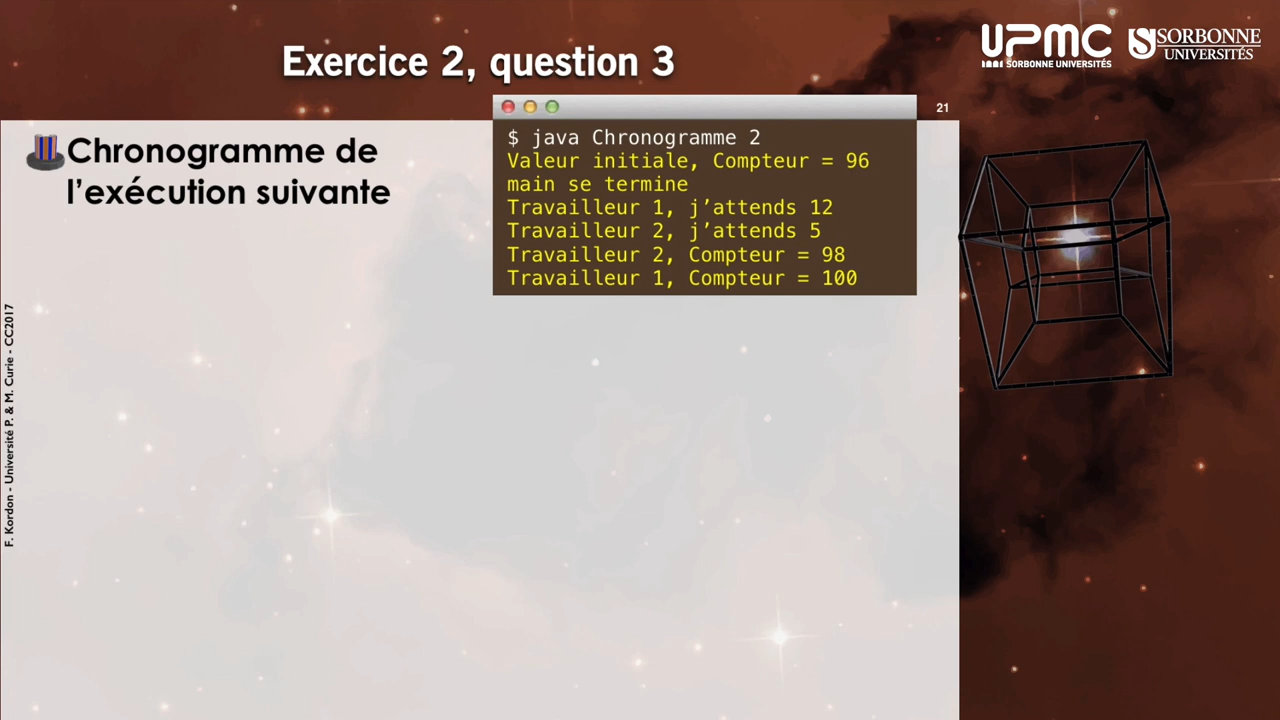 Exercice 2, question 3
UPMC
SORBONNE UNIVERSITÉS
SORBONNE
UNIVERSITÉS
21
Chronogramme de
l’exécution suivante
$ java Chronogramme 2
Valeur initiale, Compteur = 96
main se termine
Travailleur 1, j’attends 12
Travailleur 2, j’attends 5
Travailleur 2, Compteur = 98
Travailleur 1, Compteur = 100
F. Kordon - Université P. & M. Curie - CC2017